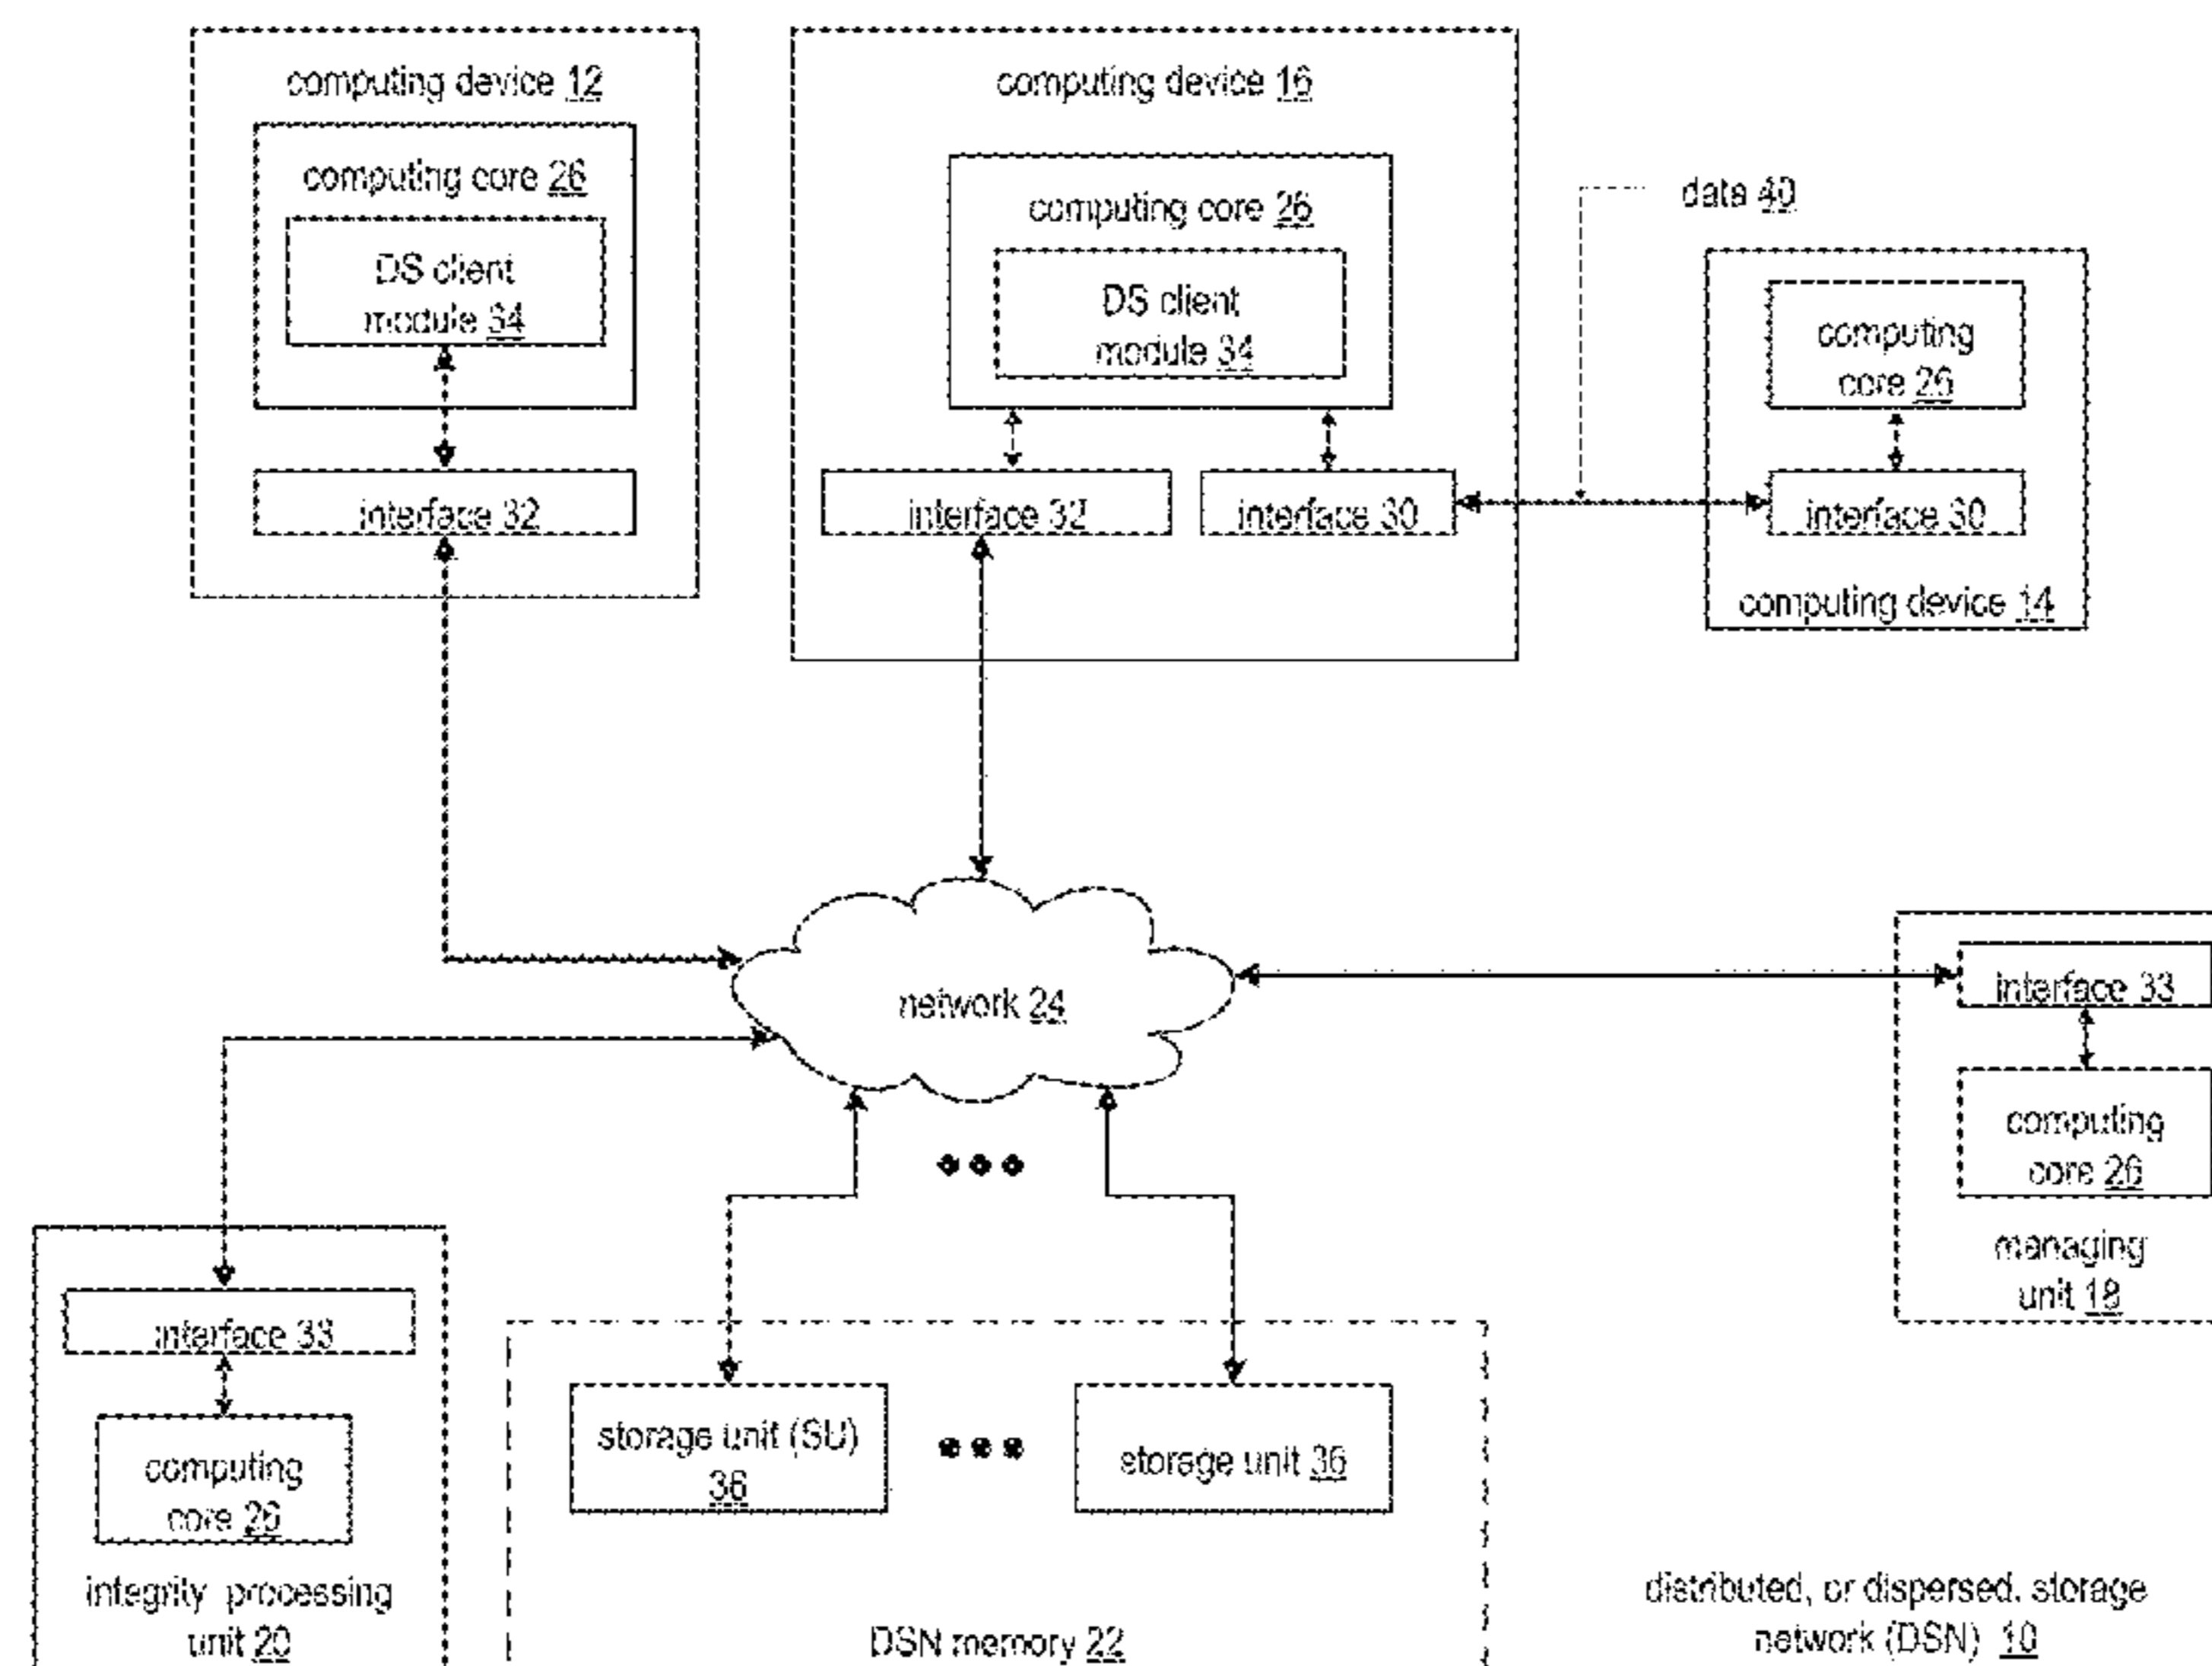 computing device 12
computing core 26
DS client
module 34
interface 32
computing device 16
computing core 26
DS client
module 34
interface 32
interface 30
data 40
computing
core 26
interface 30
computing device 14
network 24
interface 33
computing
core 26
managing
unit 18
interface 33
computing
core 26
integrity processing
unit 20
storage unit (SU)
36
storage unit 36
DSN memory 22
distributed, or dispersed, storage
network (DSN) 10